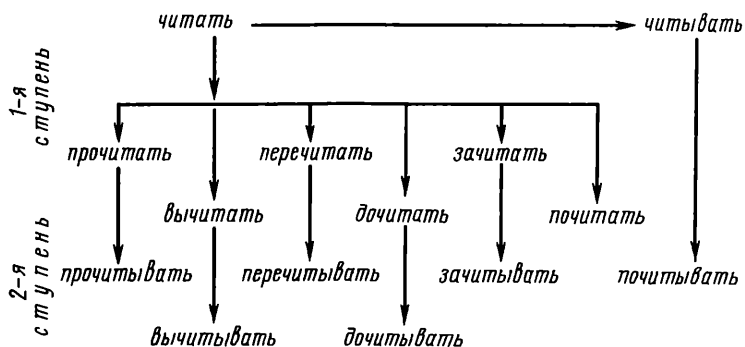 читать читывать
1-я ступень
прочитать перечитать зачитать
вычитать дочитать почитать
2-я ступень
прочитывать перечитывать зачитывать почитывать
вычитывать дочитывать